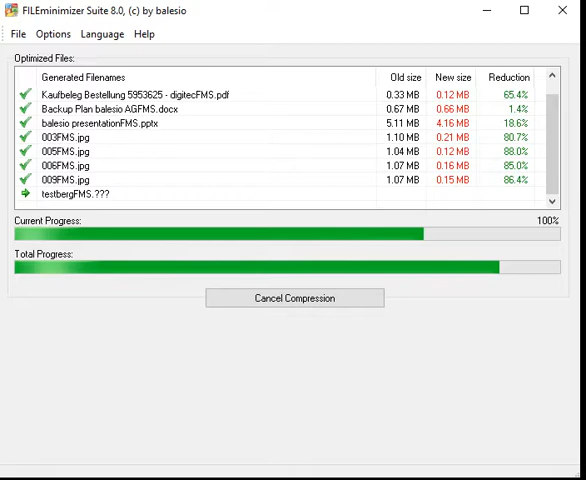 FILEminimizer Suite 8.0, (c) by balesio
File Options Language Help
Optimized Files:
Generated Filenames Old size New size Reduction
Kaufbeleg Bestellung 5953625 - digitecFMS.pdf 0.33 MB 0.12 MB 65.4%
Backup Plan balesio AGFMS.docx 0.67 MB 0.66 MB 1.4%
balesio presentationFMS.pptx 5.11 MB 4.16 MB 18.6%
003FMS.jpg 1.10 MB 0.21 MB 80.7%
005FMS.jpg 1.04 MB 0.12 MB 88.0%
006FMS.jpg 1.07 MB 0.16 MB 85.0%
009FMS.jpg 1.07 MB 0.15 MB 86.4%
testbergFMS.???
Current Progress: 100%
Total Progress:
Cancel Compression